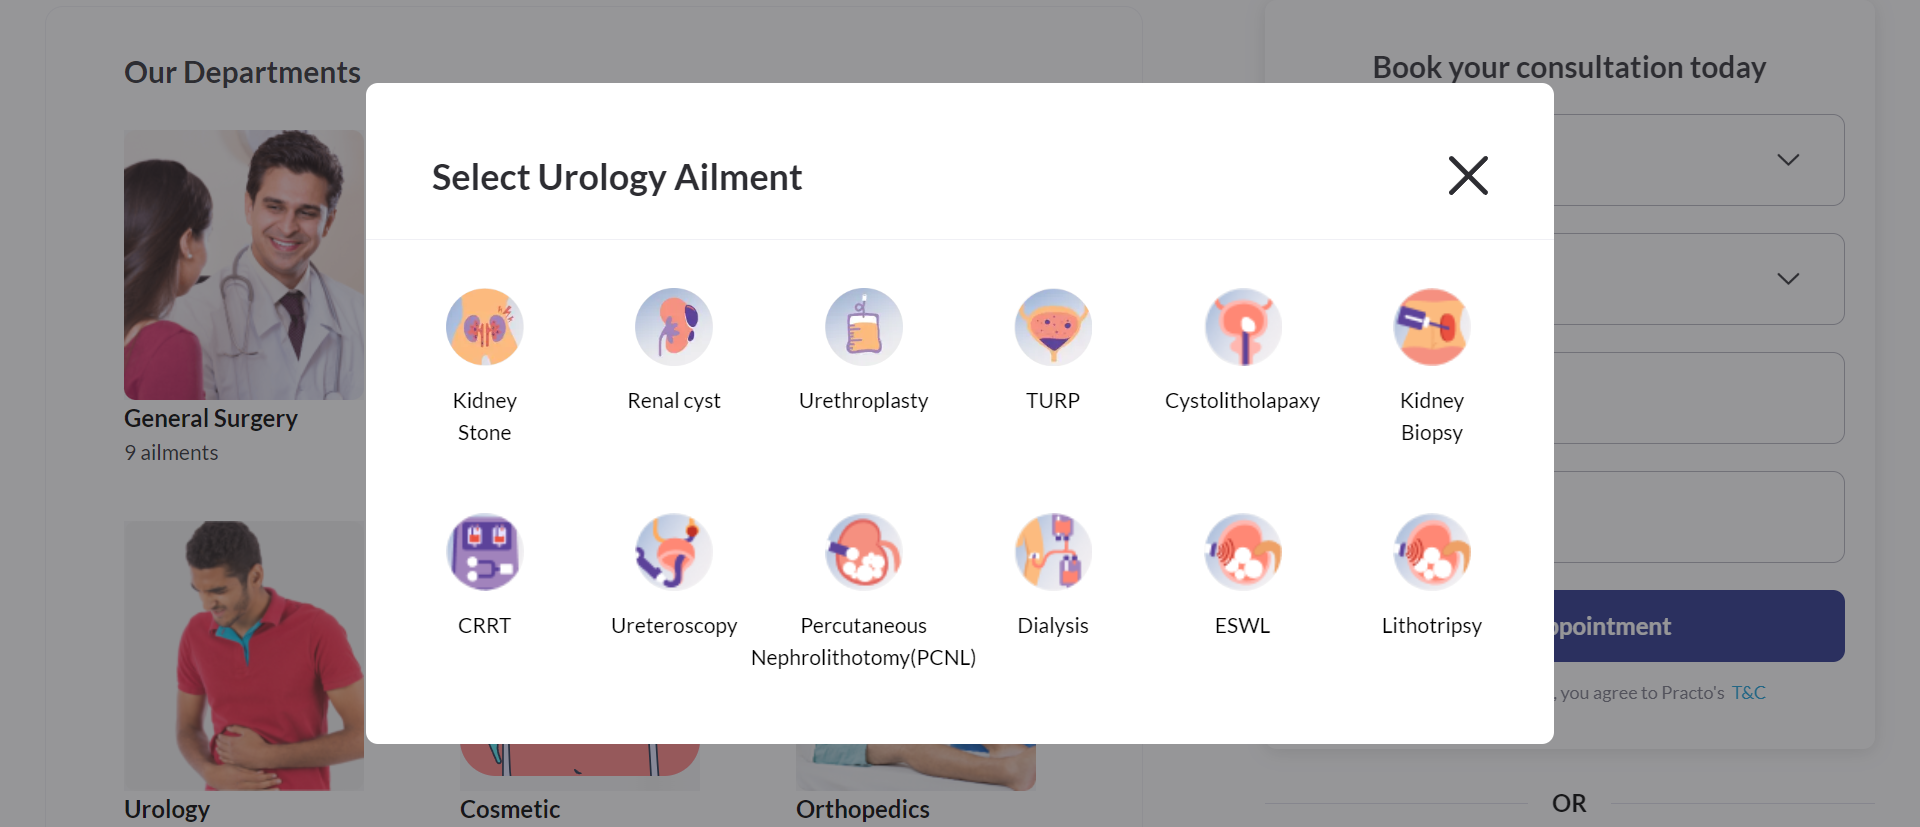 Our Departments
Book your consultation today
Select Urology Ailment
Kidney
Stone
Renal cyst
Urethroplasty
TURP
Cystolitholapaxy
Kidney
Biopsy
CRRT
Ureteroscopy
Percutaneous
Nephrolithotomy(PCNL)
Dialysis
ESWL
Lithotripsy
General Surgery
9 ailments
Urology
Cosmetic
Orthopedics
ppointment
, you agree to Practo's T&C
OR